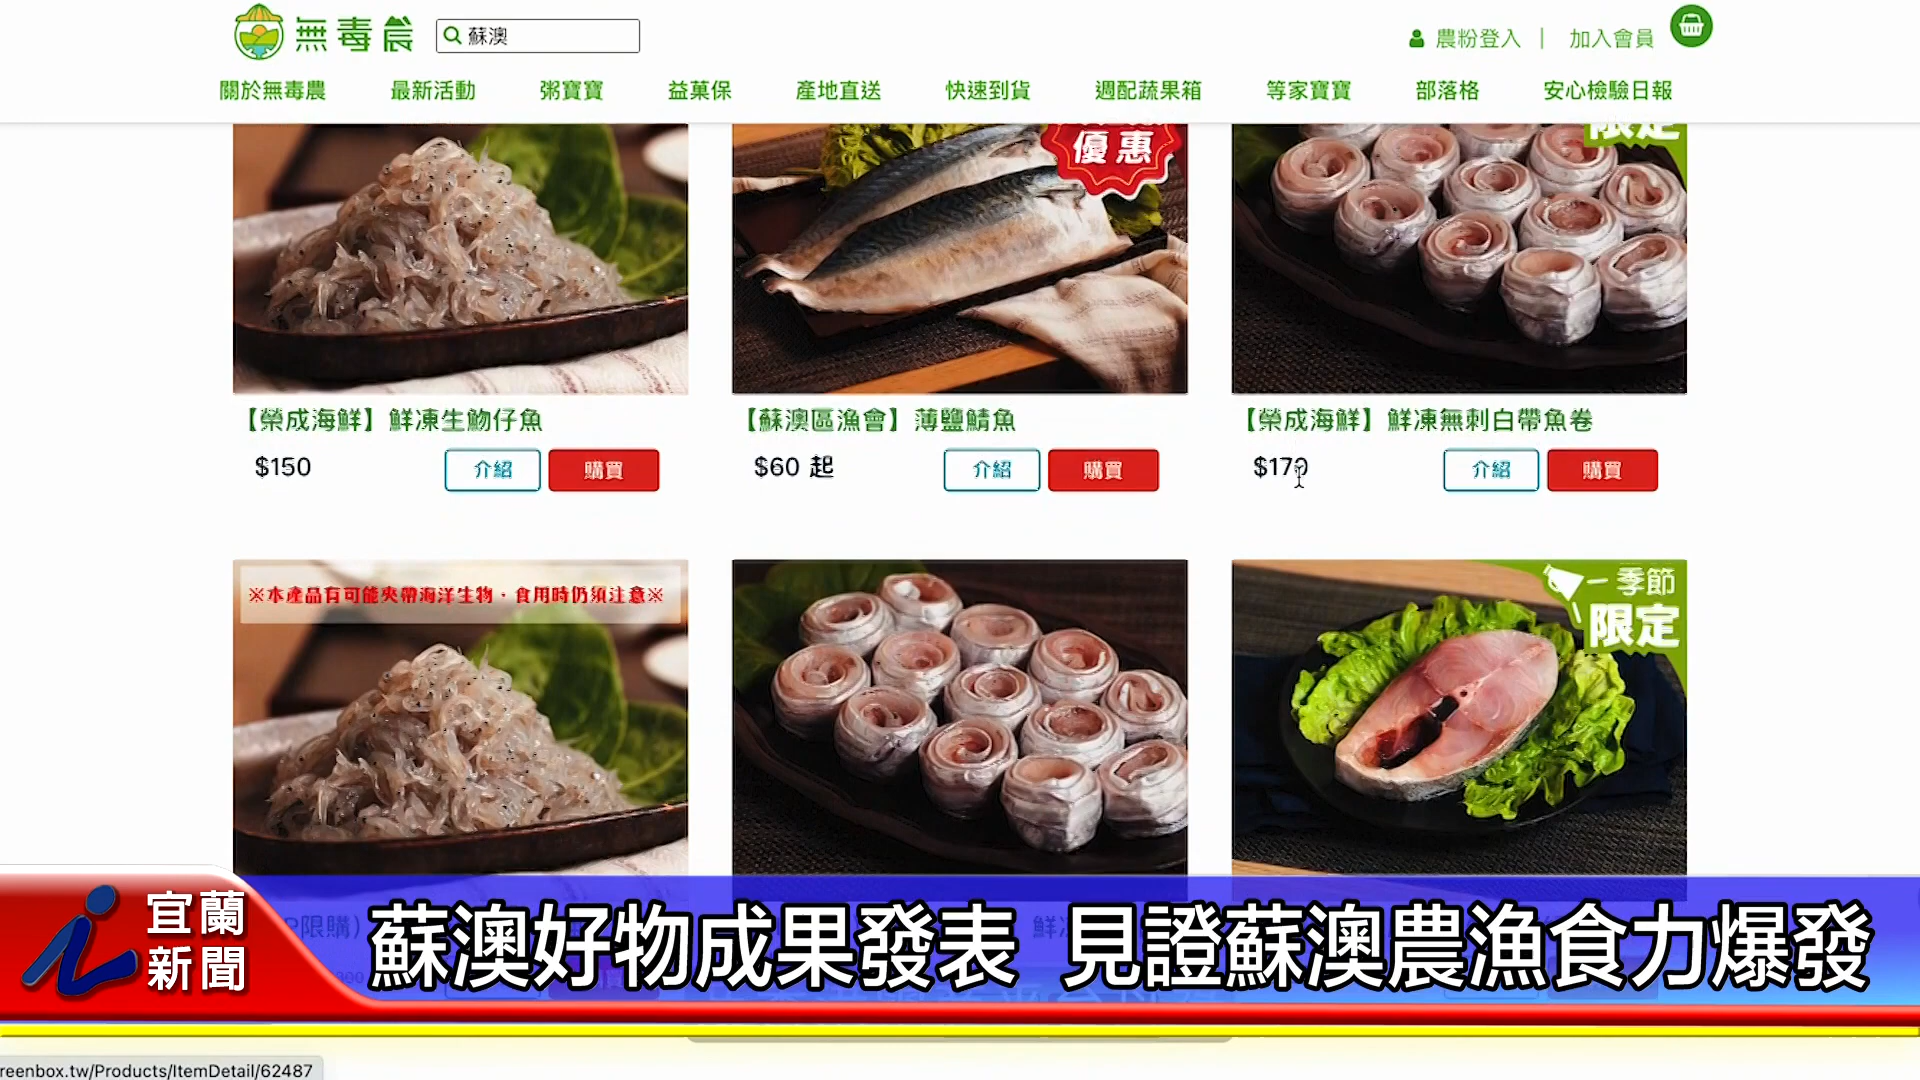 無毒農
蘇澳
農粉登入 | 加入會員
關於無毒農 最新活動 粥寶寶 益菓保 產地直送 快速到貨 週配蔬果箱 等家寶寶 部落格 安心檢驗日報
優惠
限定
【榮成海鮮】鮮凍生魩仔魚
$150
介紹
購買
【蘇澳區漁會】薄鹽鯖魚
$60 起
介紹
購買
【榮成海鮮】鮮凍無刺白帶魚卷
$170
介紹
購買
※本產品有可能夾帶海洋生物，食用時仍須注意※
季節
限定
限購)
鮮
宜蘭
新聞
蘇澳好物成果發表 見證蘇澳農漁食力爆發
reenbox.tw/Products/ItemDetail/62487